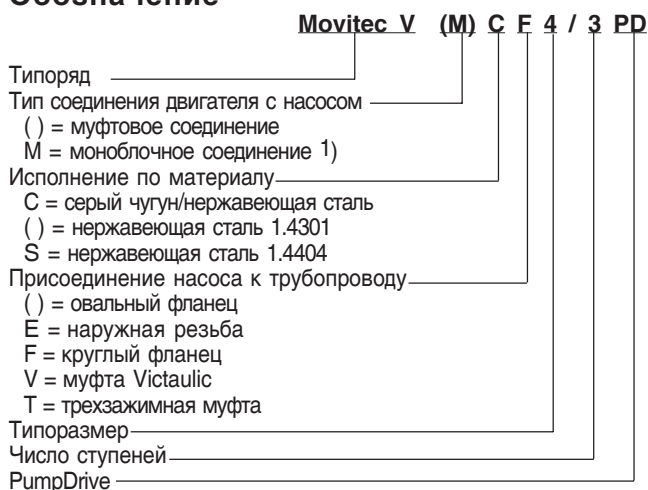 Обозначение
Movitec V (M) C F 4 / 3 PD
Типоряд
Тип соединения двигателя с насосом
( ) = муфтовое соединение
M = моноблочное соединение 1)
Исполнение по материалу
C = серый чугун/нержавеющая сталь
( ) = нержавеющая сталь 1.4301
S = нержавеющая сталь 1.4404
Присоединение насоса к трубопроводу
( ) = овальный фланец
E = наружная резьба
F = круглый фланец
V = муфта Victaulic
T = трехзажимная муфта
Типоразмер
Число ступеней
PumpDrive